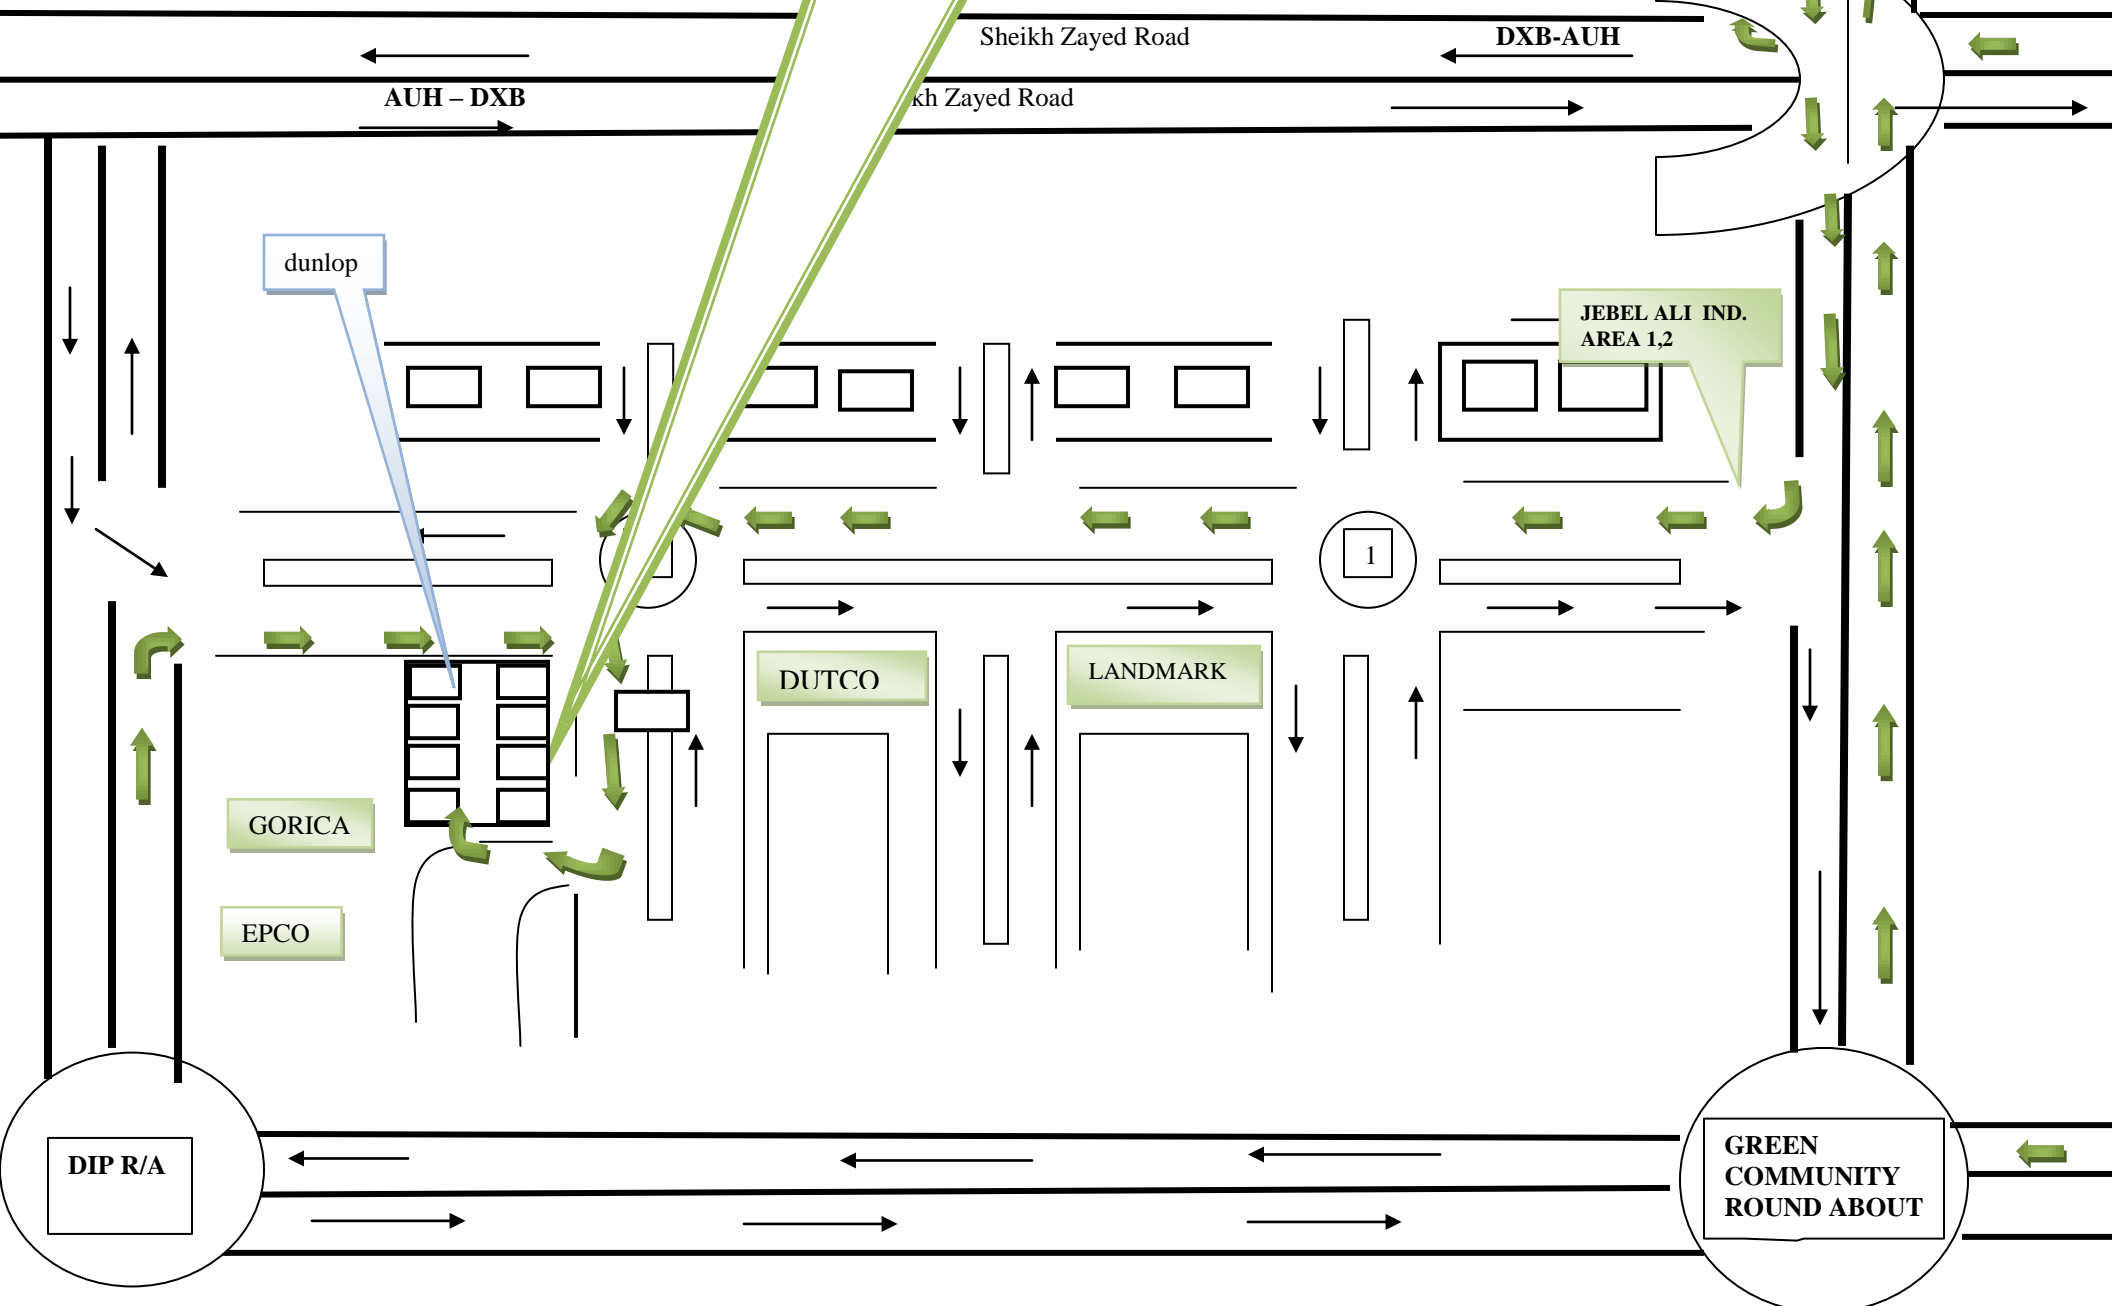 Sheikh Zayed Road
DXB-AUH
AUH – DXB
kh Zayed Road
dunlop
JEBEL ALI IND.
AREA 1,2
1
DUTCO
LANDMARK
GORICA
EPCO
DIP R/A
GREEN
COMMUNITY
ROUND ABOUT